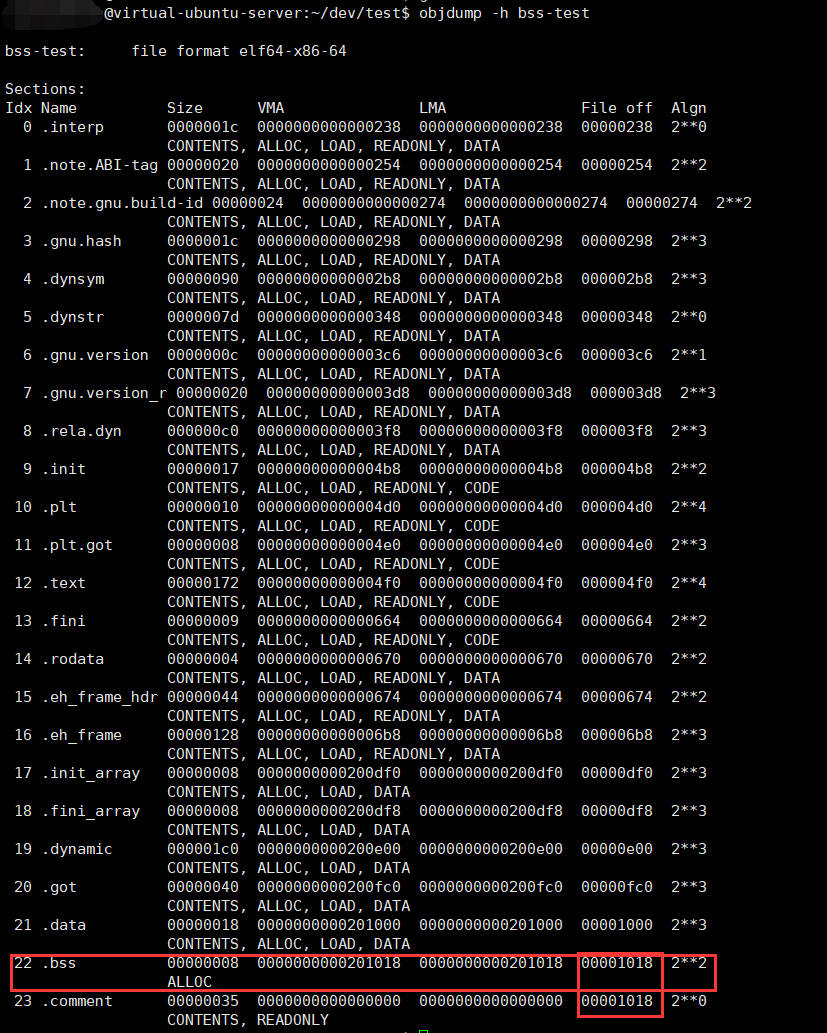 @virtual-ubuntu-server:~/dev/test$ objdump -h bss-test
bss-test:     file format elf64-x86-64
Sections:
Idx Name          Size      VMA               LMA               File off  Algn
  0 .interp       0000001c  0000000000000238  0000000000000238  00000238  2**0
                  CONTENTS, ALLOC, LOAD, READONLY, DATA
  1 .note.ABI-tag 00000020  0000000000000254  0000000000000254  00000254  2**2
                  CONTENTS, ALLOC, LOAD, READONLY, DATA
  2 .note.gnu.build-id 00000024  0000000000000274  0000000000000274  00000274  2**2
                  CONTENTS, ALLOC, LOAD, READONLY, DATA
  3 .gnu.hash     0000001c  0000000000000298  0000000000000298  00000298  2**3
                  CONTENTS, ALLOC, LOAD, READONLY, DATA
  4 .dynsym       00000090  00000000000002b8  00000000000002b8  000002b8  2**3
                  CONTENTS, ALLOC, LOAD, READONLY, DATA
  5 .dynstr       0000007d  0000000000000348  0000000000000348  00000348  2**0
                  CONTENTS, ALLOC, LOAD, READONLY, DATA
  6 .gnu.version  0000000c  00000000000003c6  00000000000003c6  000003c6  2**1
                  CONTENTS, ALLOC, LOAD, READONLY, DATA
  7 .gnu.version_r 00000020  00000000000003d8  00000000000003d8  000003d8  2**3
                  CONTENTS, ALLOC, LOAD, READONLY, DATA
  8 .rela.dyn     000000c0  00000000000003f8  00000000000003f8  000003f8  2**3
                  CONTENTS, ALLOC, LOAD, READONLY, DATA
  9 .init         00000017  00000000000004b8  00000000000004b8  000004b8  2**2
                  CONTENTS, ALLOC, LOAD, READONLY, CODE
 10 .plt          00000010  00000000000004d0  00000000000004d0  000004d0  2**4
                  CONTENTS, ALLOC, LOAD, READONLY, CODE
 11 .plt.got      00000008  00000000000004e0  00000000000004e0  000004e0  2**3
                  CONTENTS, ALLOC, LOAD, READONLY, CODE
 12 .text         00000172  00000000000004f0  00000000000004f0  000004f0  2**4
                  CONTENTS, ALLOC, LOAD, READONLY, CODE
 13 .fini         00000009  0000000000000664  0000000000000664  00000664  2**2
                  CONTENTS, ALLOC, LOAD, READONLY, CODE
 14 .rodata       00000004  0000000000000670  0000000000000670  00000670  2**2
                  CONTENTS, ALLOC, LOAD, READONLY, DATA
 15 .eh_frame_hdr 00000044  0000000000000674  0000000000000674  00000674  2**2
                  CONTENTS, ALLOC, LOAD, READONLY, DATA
 16 .eh_frame     00000128  00000000000006b8  00000000000006b8  000006b8  2**3
                  CONTENTS, ALLOC, LOAD, READONLY, DATA
 17 .init_array   00000008  0000000000200df0  0000000000200df0  00000df0  2**3
                  CONTENTS, ALLOC, LOAD, DATA
 18 .fini_array   00000008  0000000000200df8  0000000000200df8  00000df8  2**3
                  CONTENTS, ALLOC, LOAD, DATA
 19 .dynamic      000001c0  0000000000200e00  0000000000200e00  00000e00  2**3
                  CONTENTS, ALLOC, LOAD, DATA
 20 .got          00000040  0000000000200fc0  0000000000200fc0  00000fc0  2**3
                  CONTENTS, ALLOC, LOAD, DATA
 21 .data         00000018  0000000000201000  0000000000201000  00001000  2**3
                  CONTENTS, ALLOC, LOAD, DATA
 22 .bss          00000008  0000000000201018  0000000000201018  00001018  2**2
                  ALLOC
 23 .comment      00000035  0000000000000000  0000000000000000  00001018  2**0
                  CONTENTS, READONLY